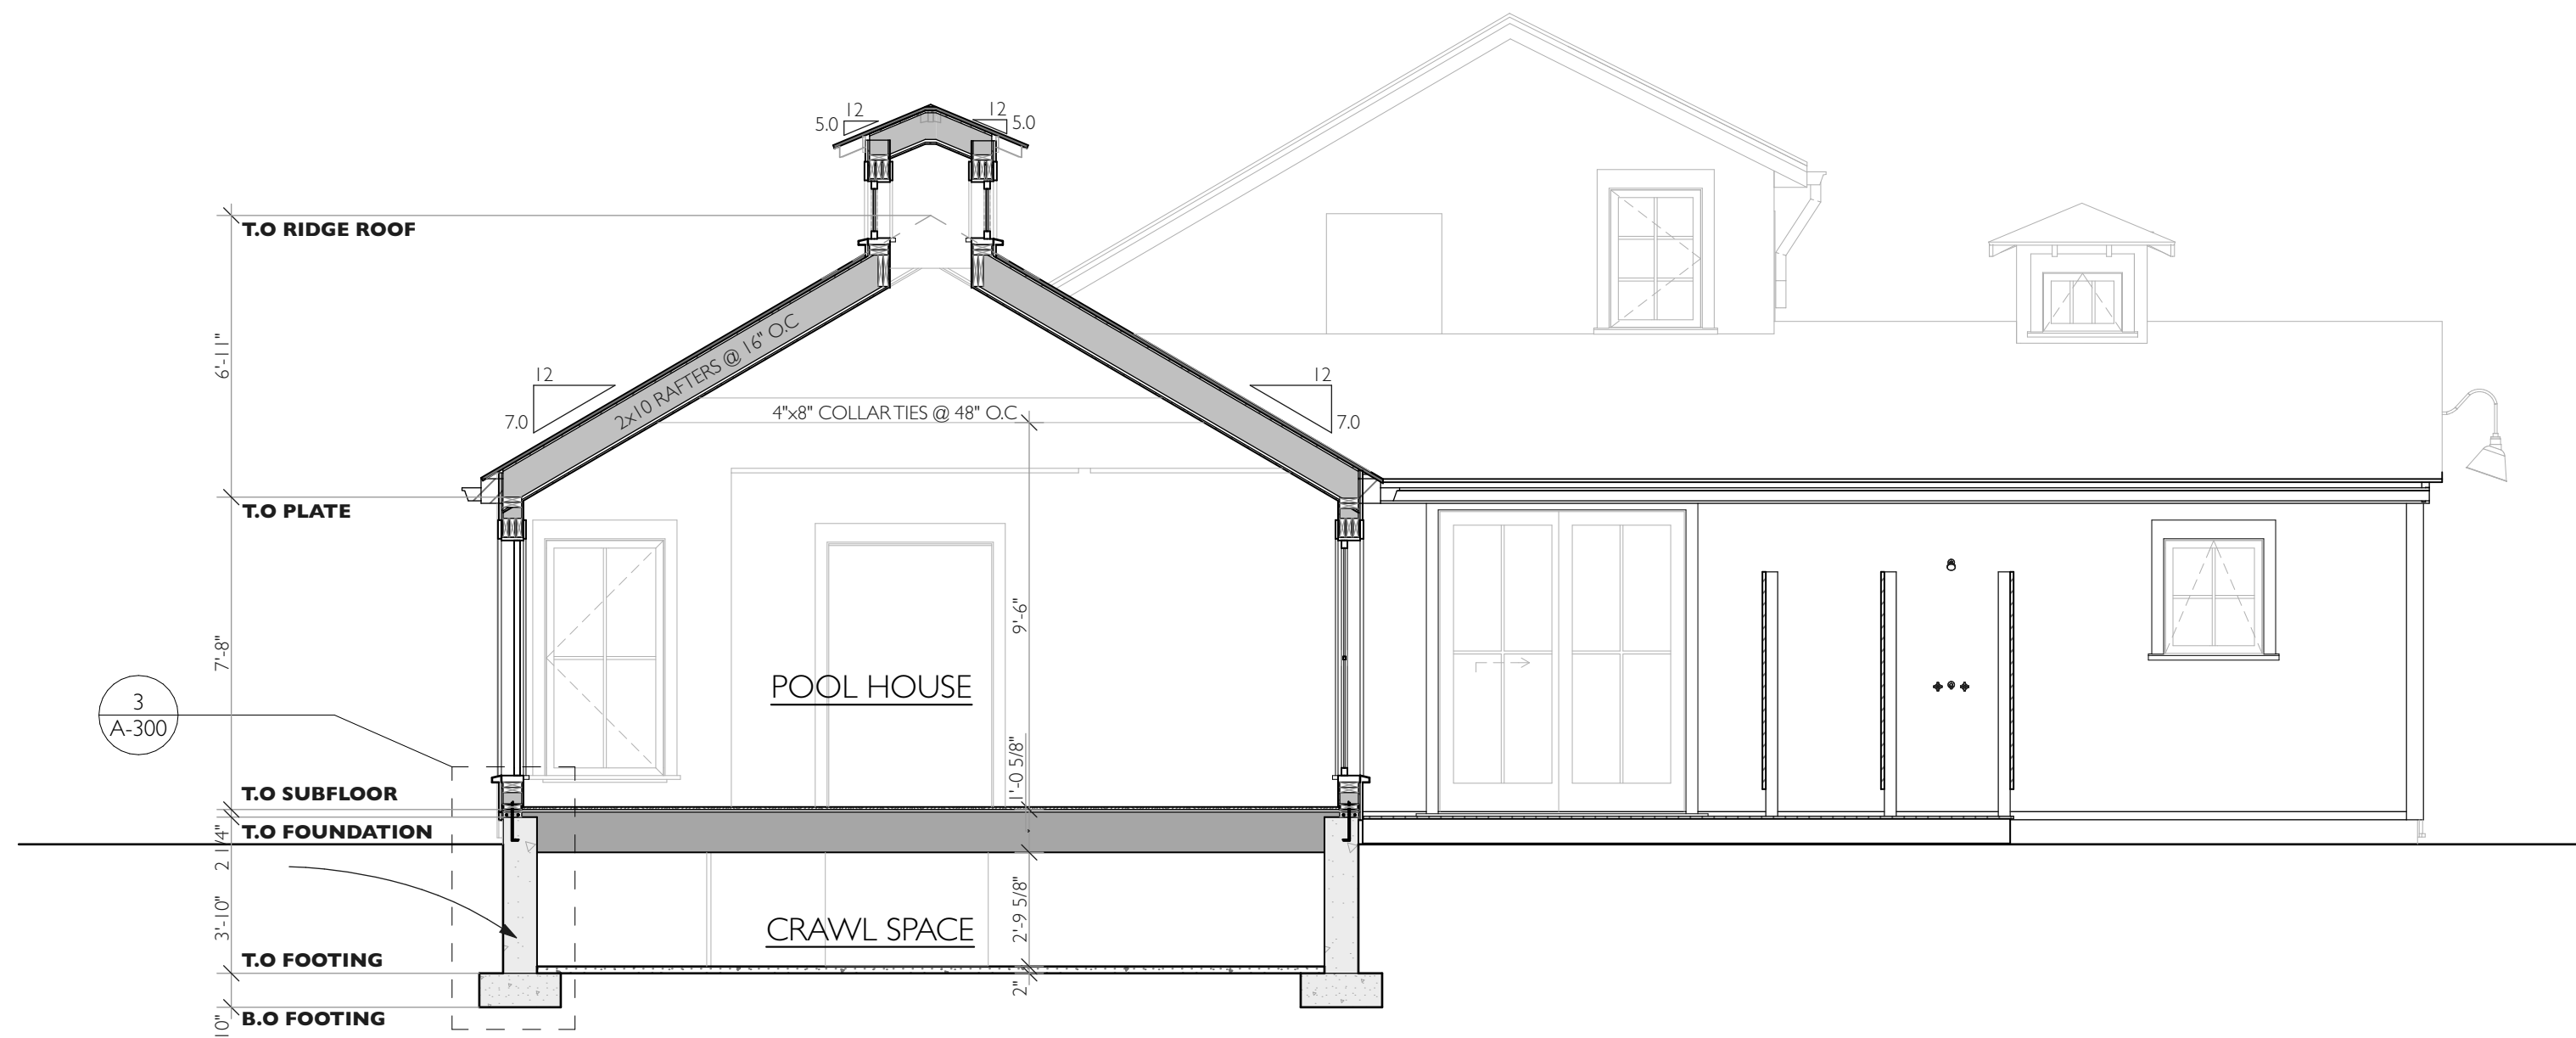 12
12
5.0
5.0
T.O RIDGE ROOF
6'-11"
2x10 RAFTERS @ 16" O.C
12
12
7.0
7.0
4"x8" COLLAR TIES @ 48" O.C
T.O PLATE
9'-6"
7'-8"
POOL HOUSE
3
A-300
1'-0 5/8"
T.O SUBFLOOR
T.O FOUNDATION
2 1/4"
2'-9 5/8"
3'-10"
CRAWL SPACE
T.O FOOTING
2"
B.O FOOTING
10"